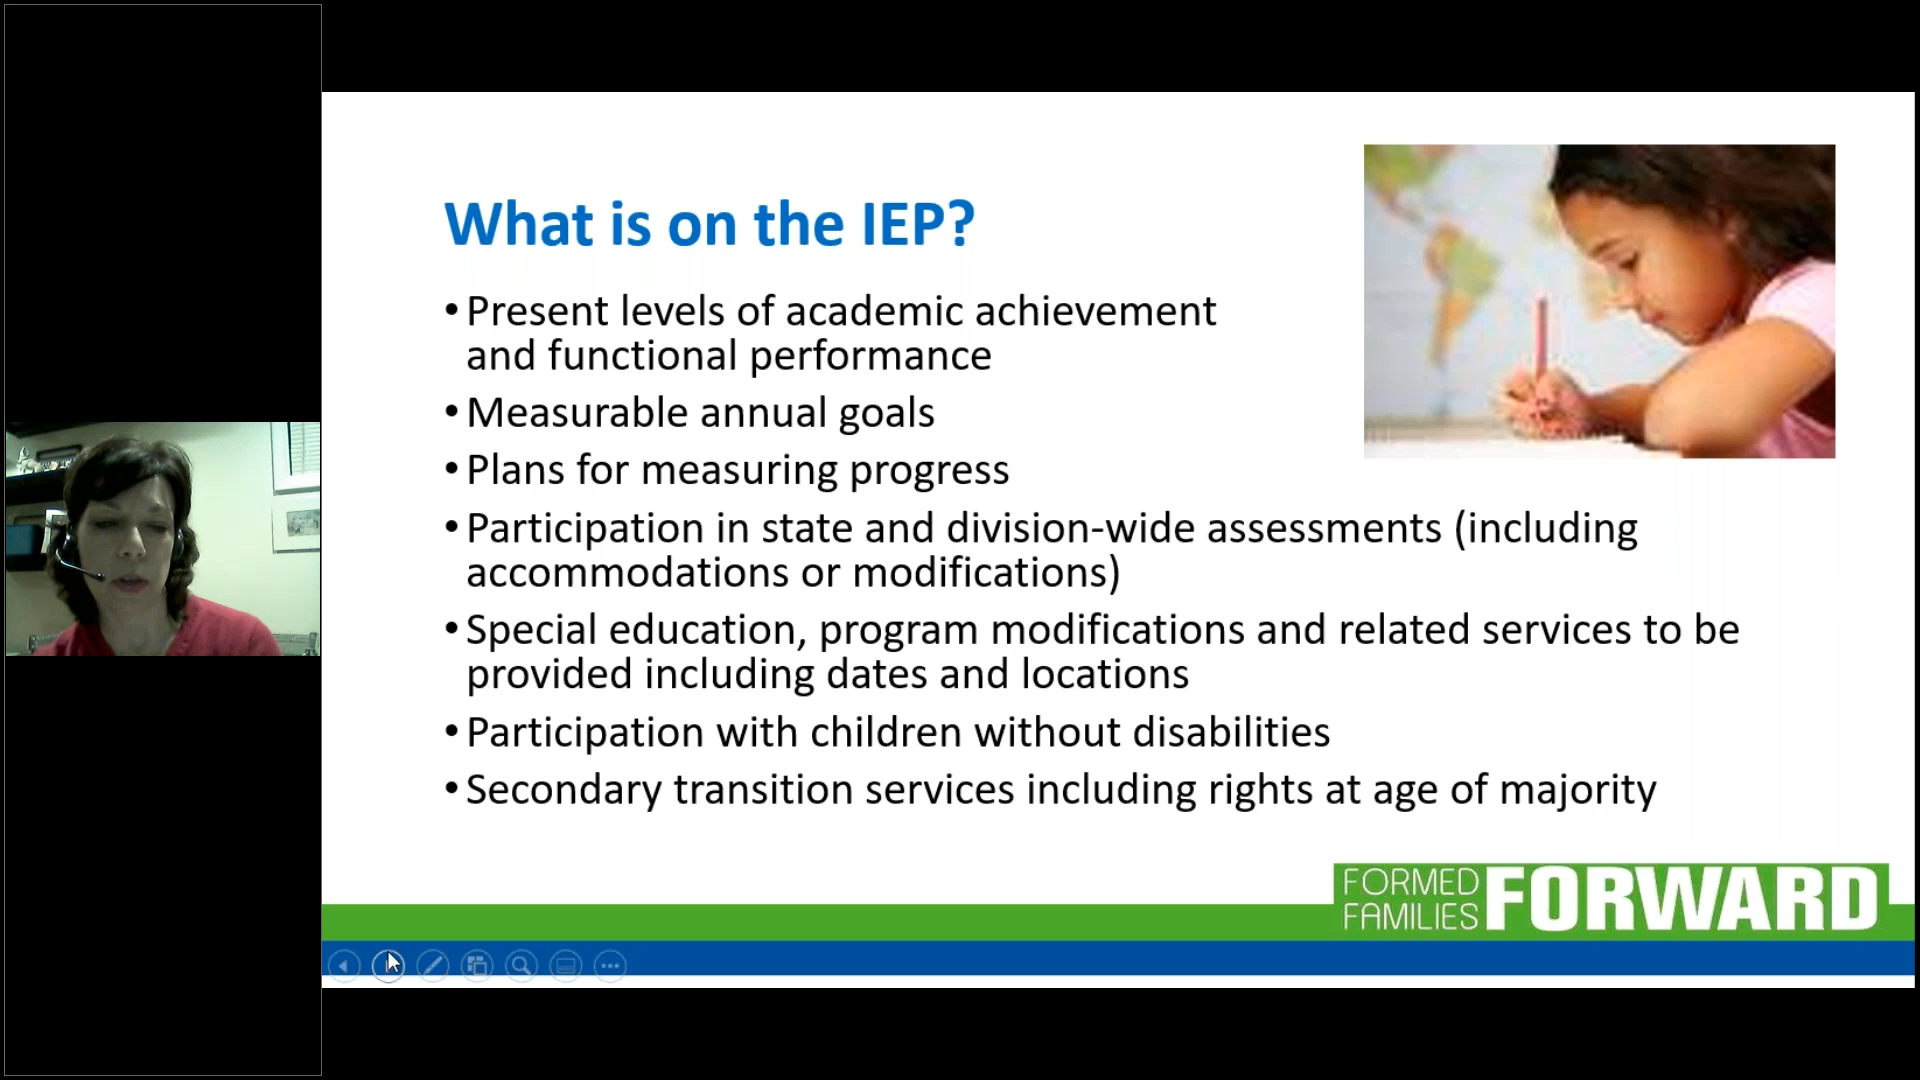 What is on the IEP?
•Present levels of academic achievement
and functional performance
•Measurable annual goals
•Plans for measuring progress
•Participation in state and division-wide assessments (including
accommodations or modifications)
•Special education, program modifications and related services to be
provided including dates and locations
•Participation with children without disabilities
•Secondary transition services including rights at age of majority
FORMED
FAMILIES
FORWARD